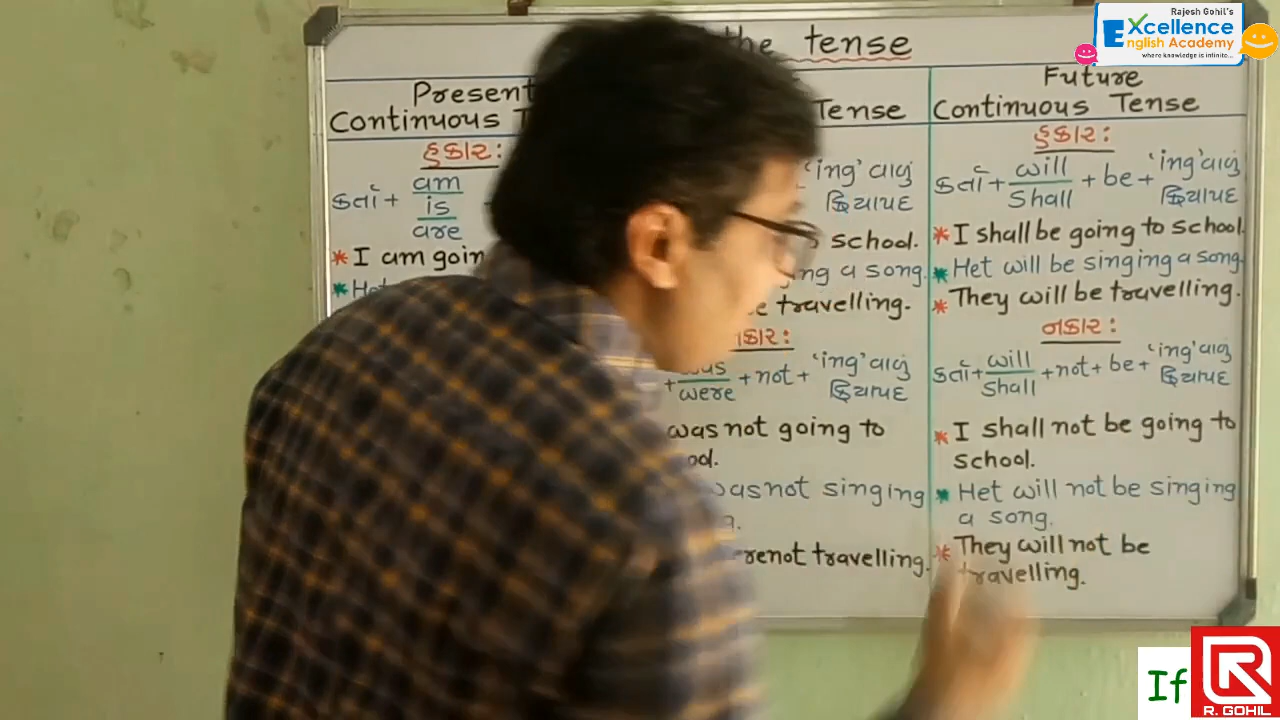 the tense
Present
Continuous
હકાર:
કર્તા + am
is
are
* I am goin
* He
Tense
'ing' વાળું
ક્રિયાપદ
school.
ng a song.
e travelling.
કાર:
+ was + not + 'ing' વાળું
were ક્રિયાપદ
was not going to
ool.
was not singing
were not travelling.
Future
Continuous Tense
હકાર:
કર્તા + will + be + 'ing' વાળું
Shall ક્રિયાપદ
* I shall be going to school.
* Het will be singing a song.
* They will be travelling.
નકાર:
કર્તા + will + not + be + 'ing' વાળું
Shall ક્રિયાપદ
* I shall not be going to
school.
* Het will not be singing
a song.
* They will not be
travelling.
Rajesh Gohil's
Excellence
English Academy
where knowledge is infinite...
If
R. GOHIL